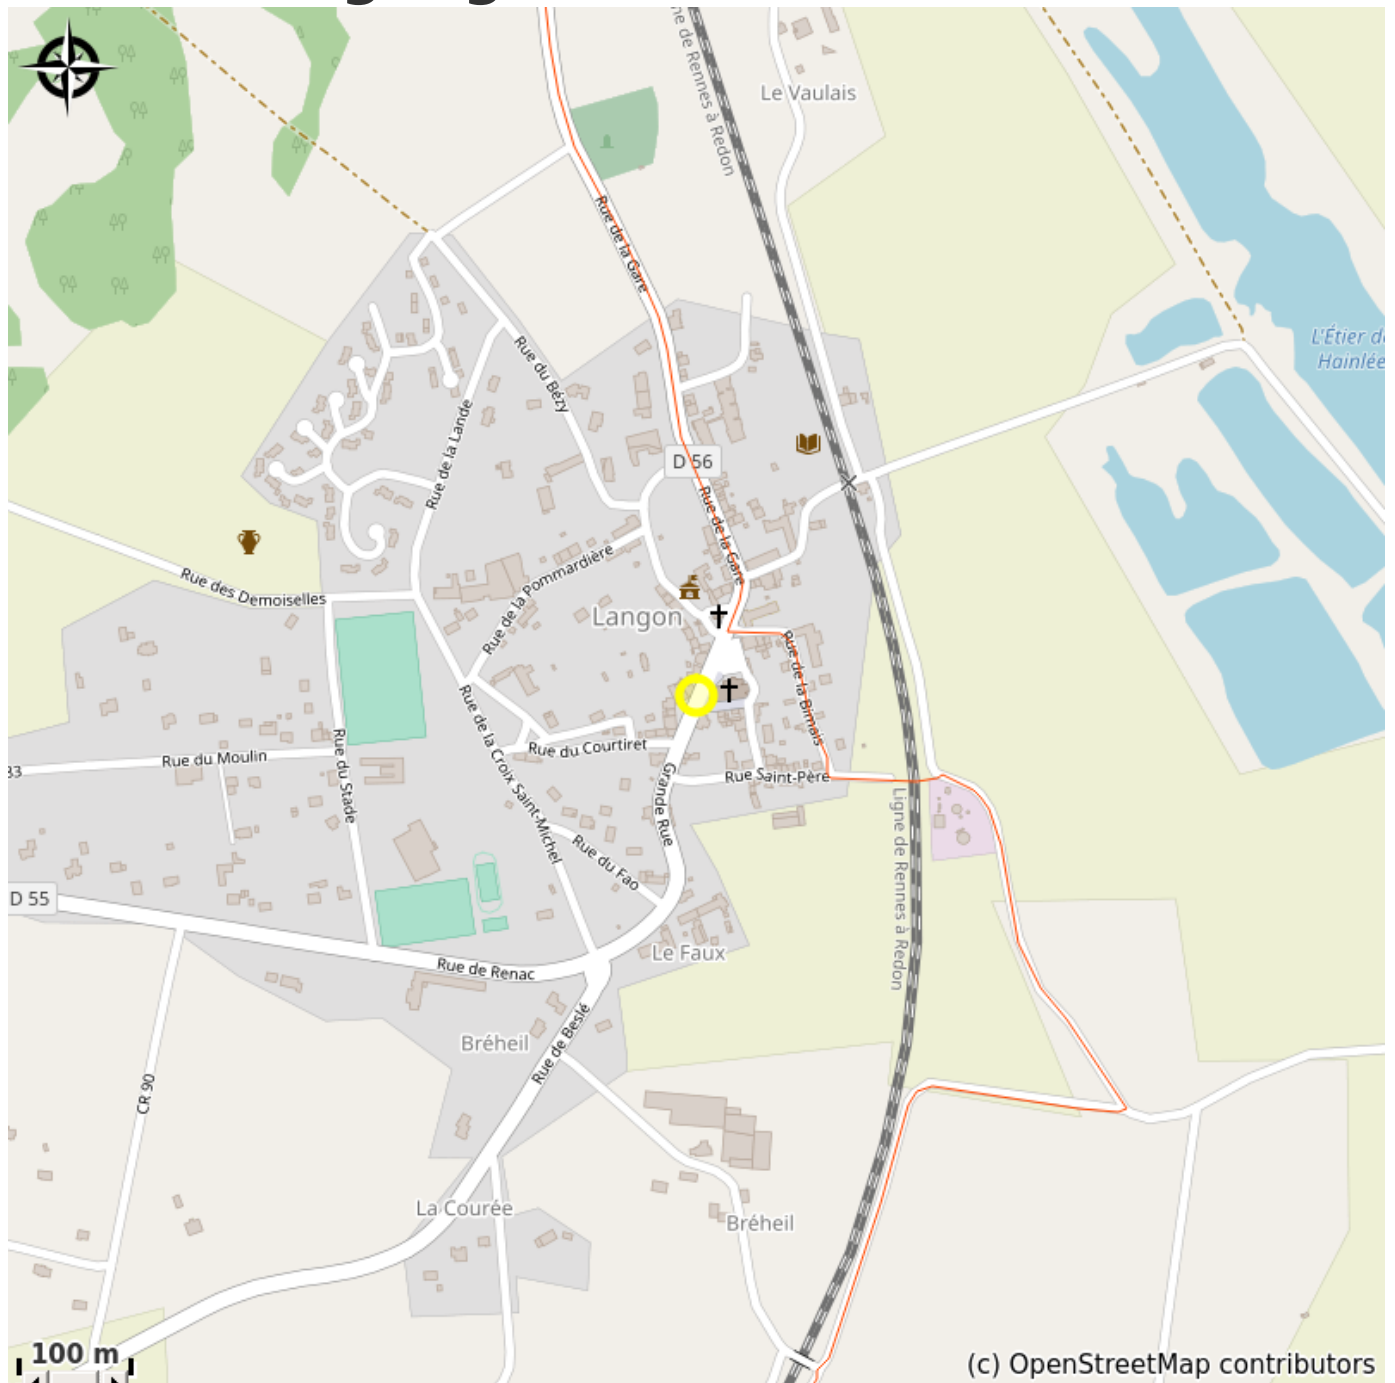 ne de Rennes à Redon
Le Vaulais
Rue de la Gare
L'Étier de
Hainlée
Rue du Bézy
Rue de la Lande
D 56
Rue de la Gare
Rue de la Pommardière
Rue des Demoiselles
Langon
Rue de la Bimais
Rue de la Croix Saint-Michel
Rue du Moulin
33
Rue du Stade
Rue du Courtiret
Grande Rue
Rue Saint-Père
Ligne de Rennes à Redon
Rue du Fao
D 55
Le Faux
Rue de Renac
Bréheil
Rue de Beslé
CR 90
La Courée
Bréheil
100 m
(c) OpenStreetMap contributors